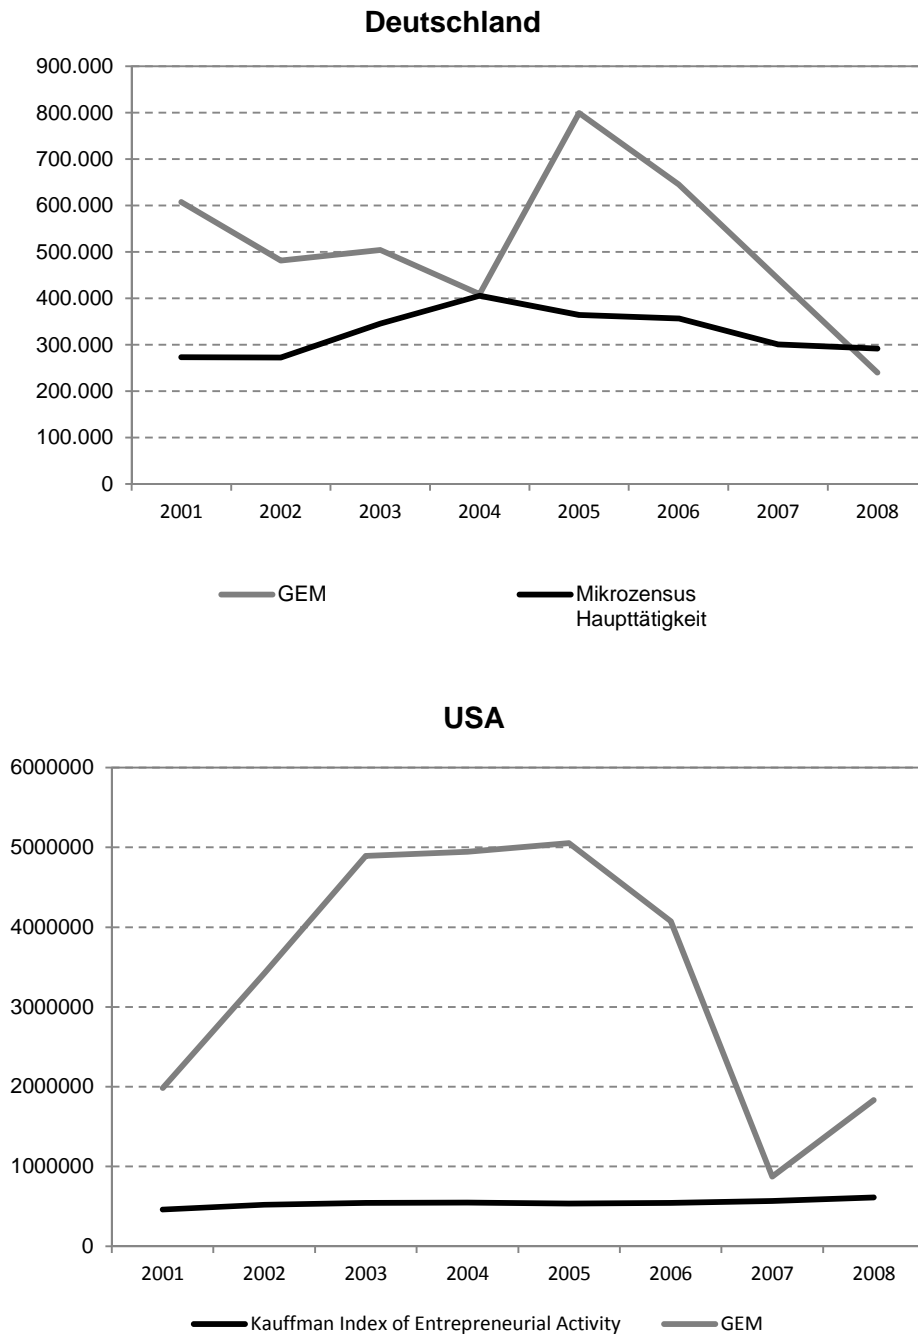 Deutschland
900.000
800.000
700.000
600.000
500.000
400.000
300.000
200.000
100.000
0
2001 2002 2003 2004 2005 2006 2007 2008
GEM Mikrozensus
Haupttätigkeit
USA
6000000
5000000
4000000
3000000
2000000
1000000
0
2001 2002 2003 2004 2005 2006 2007 2008
Kauffman Index of Entrepreneurial Activity GEM